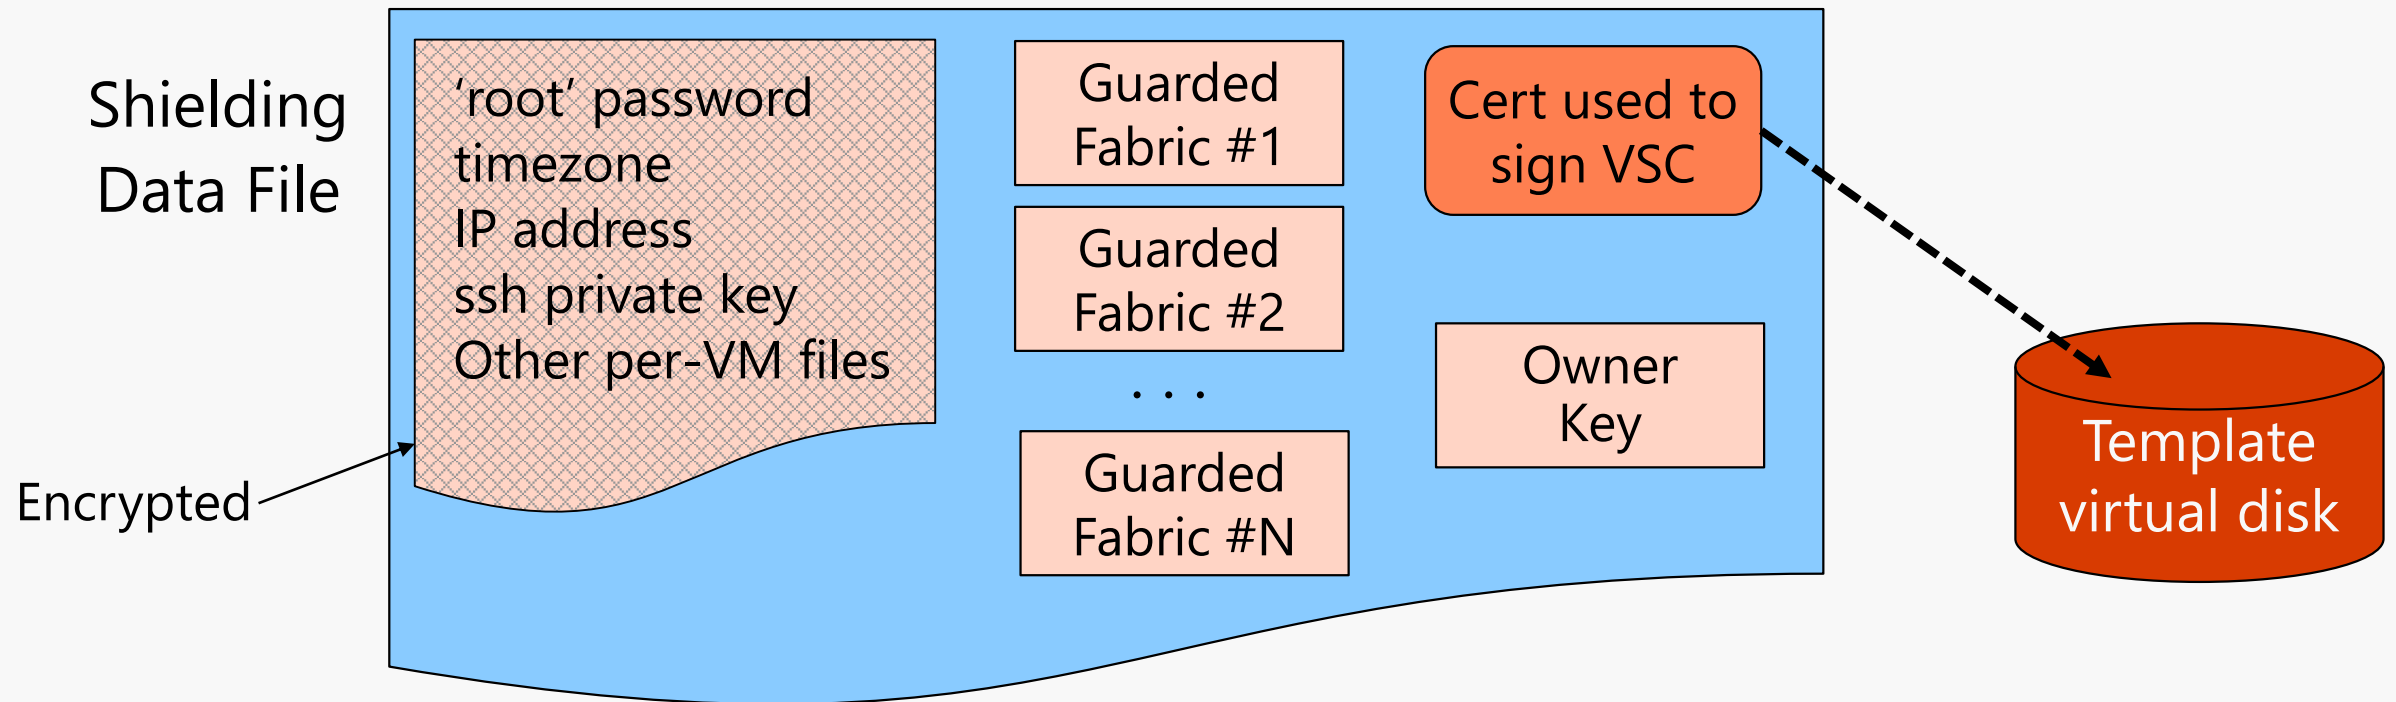 Shielding
Data File
Encrypted
‘root’ password
timezone
IP address
ssh private key
Other per-VM files
Guarded
Fabric #1
Guarded
Fabric #2
. . .
Guarded
Fabric #N
Cert used to
sign VSC
Owner
Key
Template
virtual disk